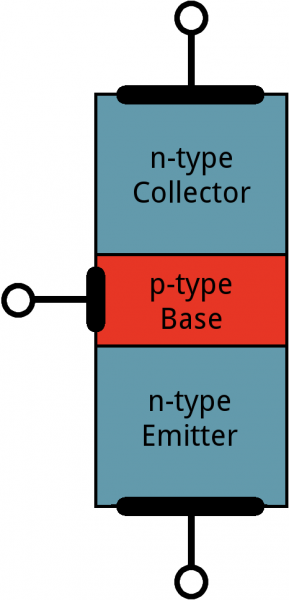 n-type
Collector
p-type
Base
n-type
Emitter